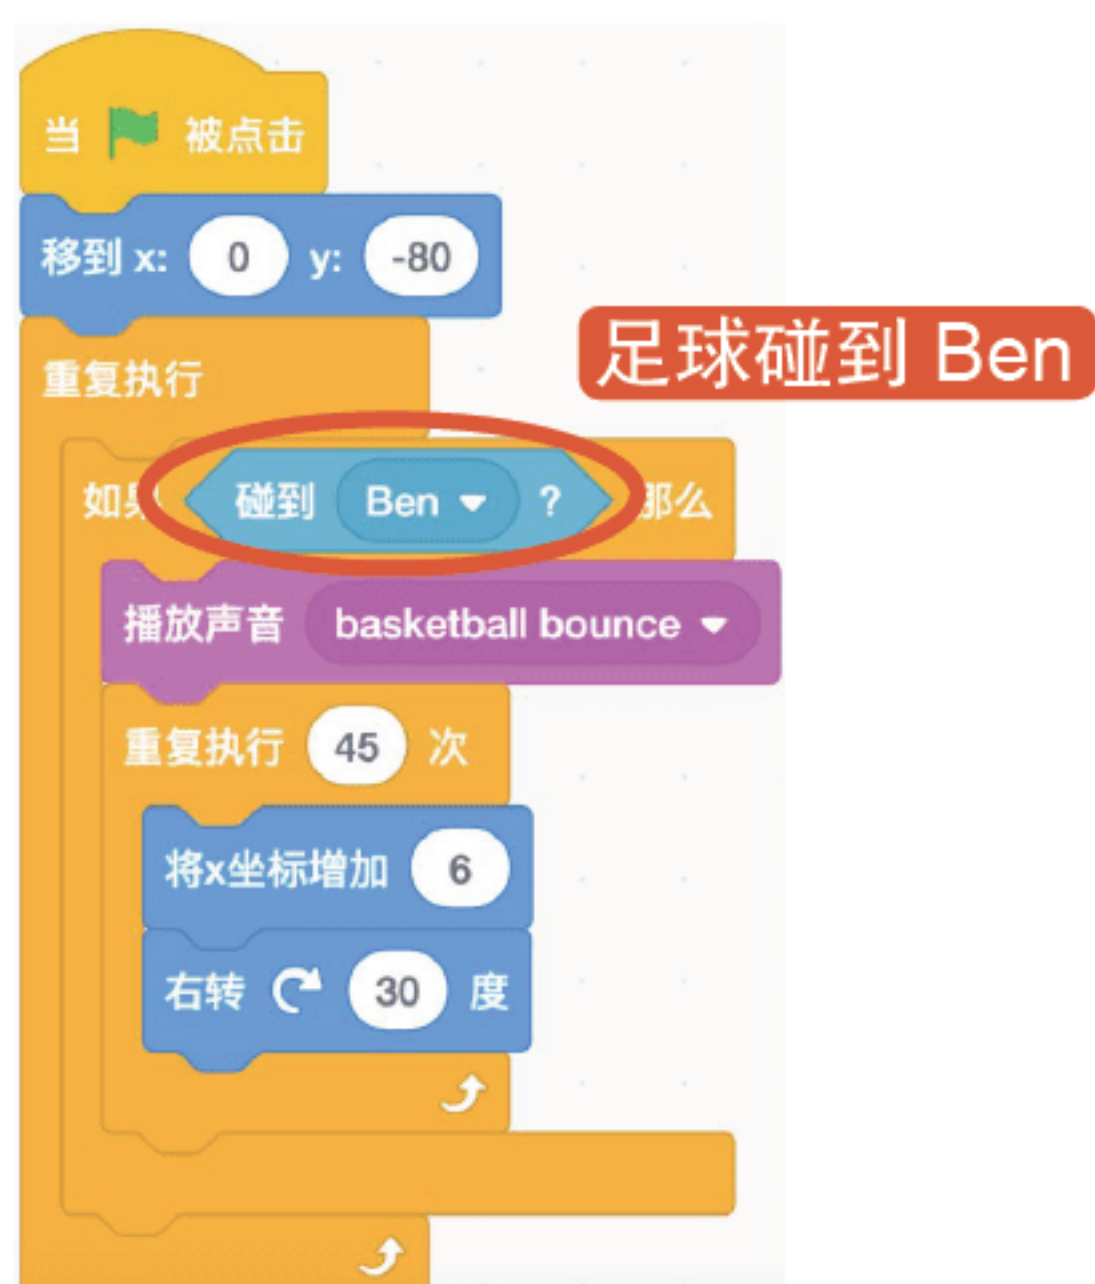 当 被点击
移到 x: 0 y: -80
重复执行
足球碰到 Ben
如果 碰到 Ben ? 那么
播放声音 basketball bounce
重复执行 45 次
将x坐标增加 6
右转 30 度